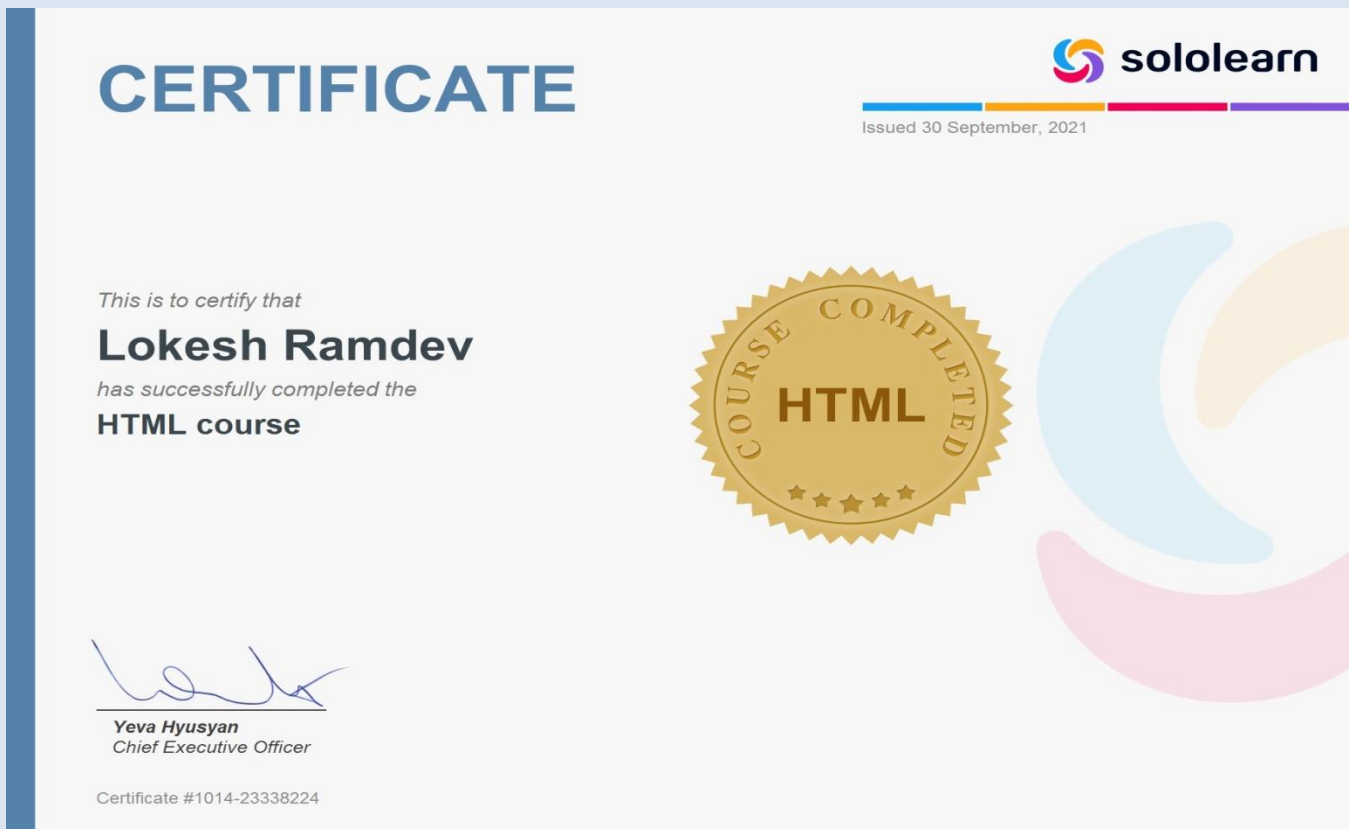 CERTIFICATE
sololearn
Issued 30 September, 2021
This is to certify that
Lokesh Ramdev
has successfully completed the
HTML course
COURSE COMPLETED
HTML
Yeva Hyusyan
Chief Executive Officer
Certificate #1014-23338224